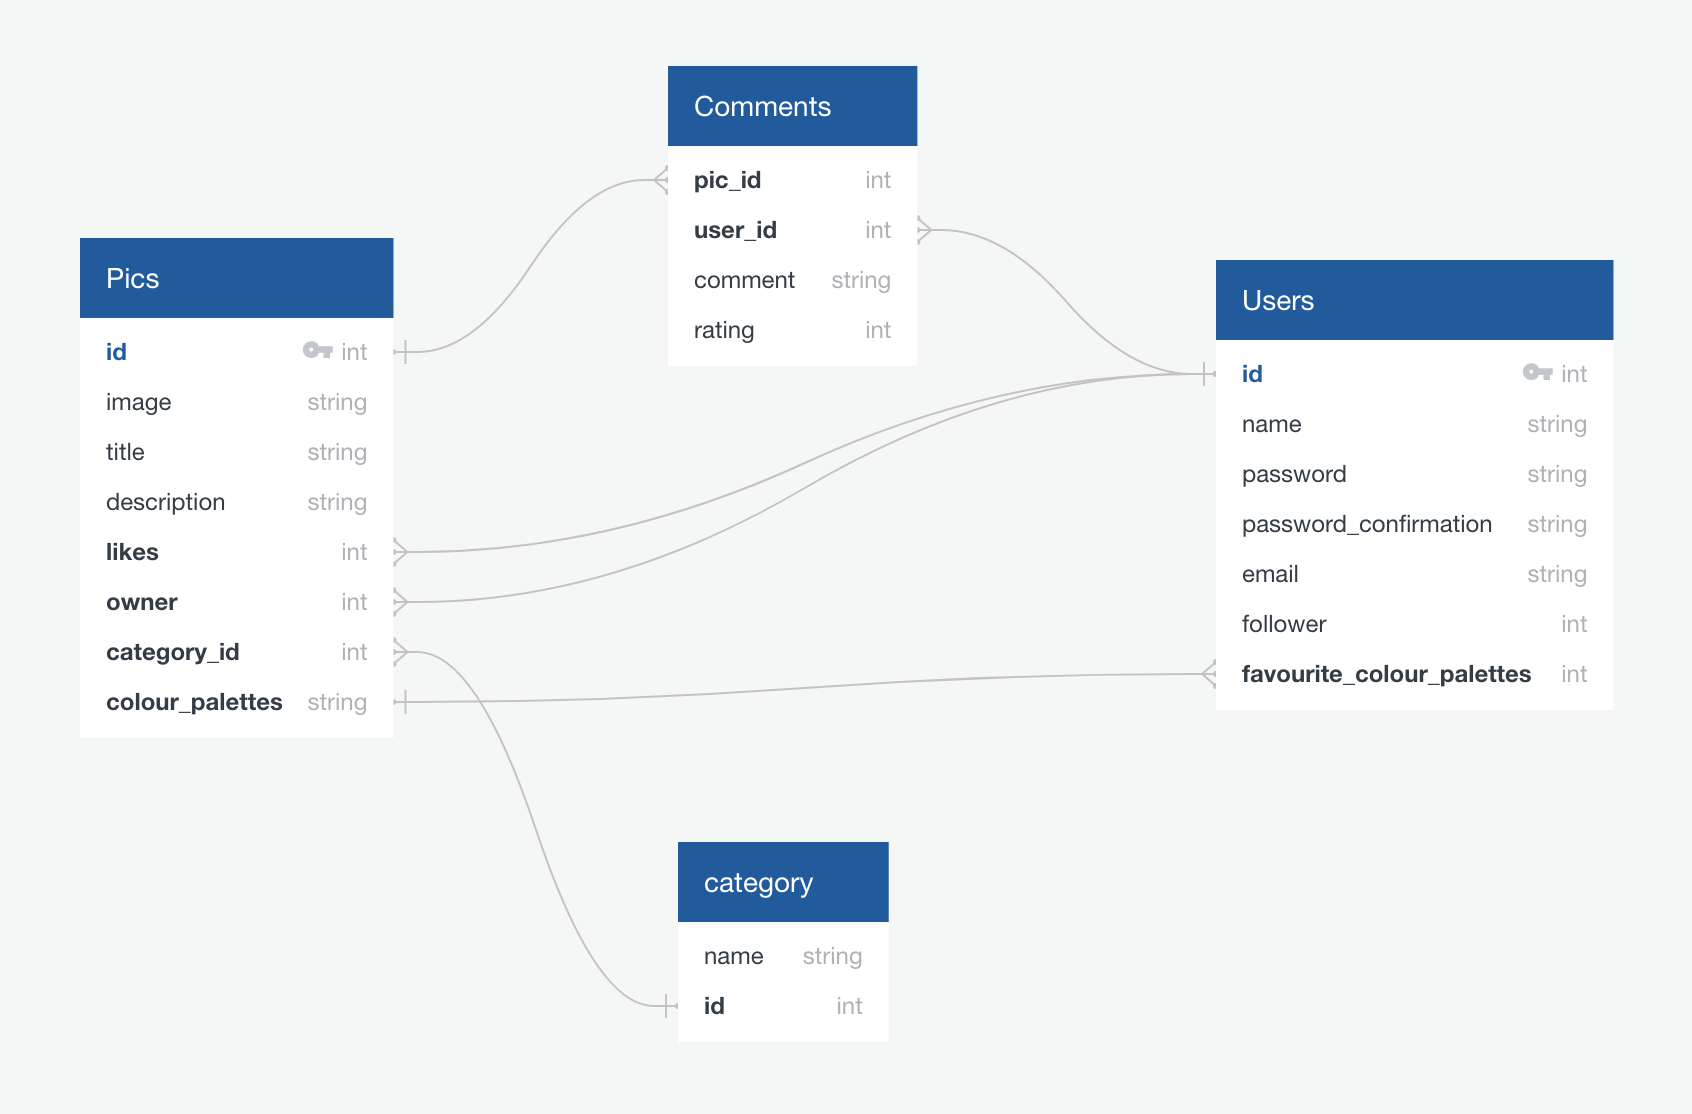 Comments
pic_id int
user_id int
comment string
rating int
Pics
id int
image string
title string
description string
likes int
owner int
category_id int
colour_palettes string
Users
id int
name string
password string
password_confirmation string
email string
follower int
favourite_colour_palettes int
category
name string
id int